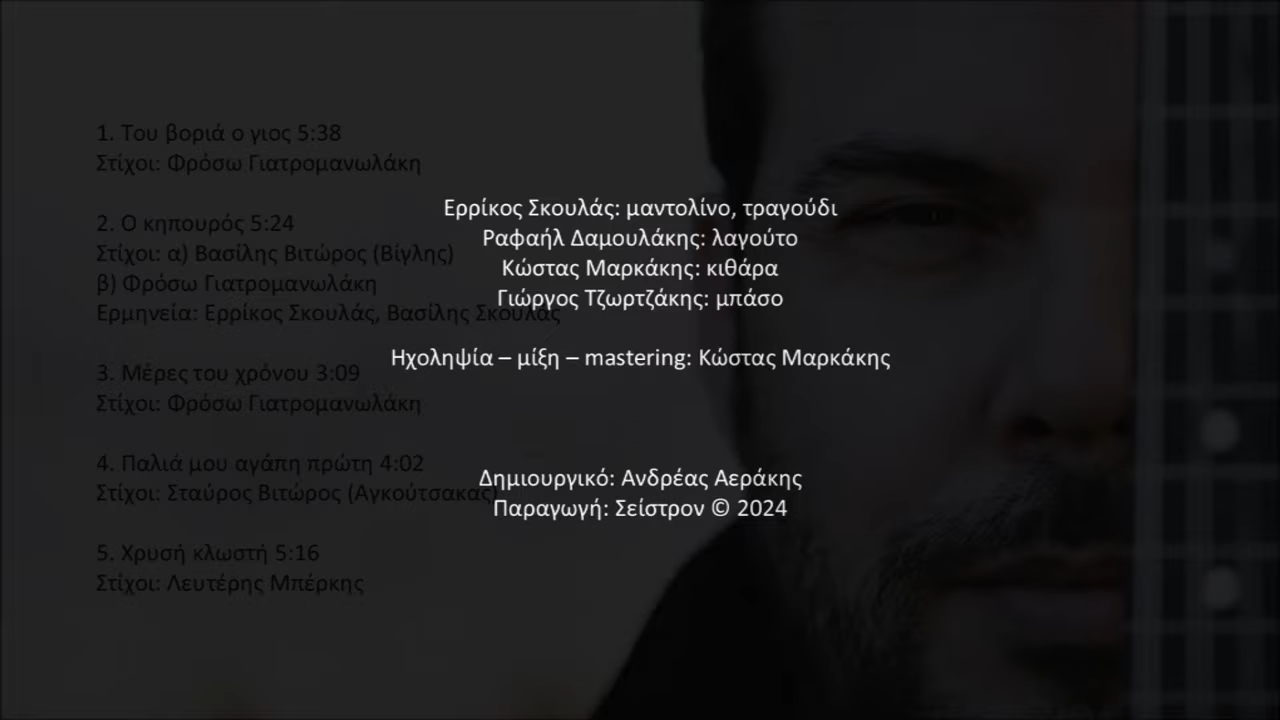 1. Του βοριά ο γιος 5:38
Στίχοι: Φρόσω Γιατρομανωλάκη
2. Ο κηπουρός 5:24
Στίχοι: α) Βασίλης Βιτώρος (Βίγλης)
β) Φρόσω Γιατρομανωλάκη
Ερμηνεία: Ερρίκος Σκουλάς, Βασίλης Σκουλάς
3. Μέρες του χρόνου 3:09
Στίχοι: Φρόσω Γιατρομανωλάκη
4. Παλιά μου αγάπη πρώτη 4:02
Στίχοι: Σταύρος Βιτώρος (Αγκούτσακας)
5. Χρυσή κλωστή 5:16
Στίχοι: Λευτέρης Μπέρκης
Ερρίκος Σκουλάς: μαντολίνο, τραγούδι
Ραφαήλ Δαμουλάκης: λαγούτο
Κώστας Μαρκάκης: κιθάρα
Γιώργος Τζωρτζάκης: μπάσο
Ηχοληψία – μίξη – mastering: Κώστας Μαρκάκης
Δημιουργικό: Ανδρέας Αεράκης
Παραγωγή: Σείστρον © 2024